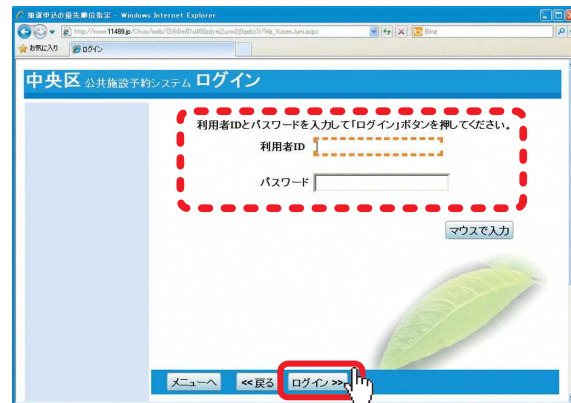 抽選申込の優先順位指定 - Windows Internet Explorer
Bing
お気に入り
ログイン
中央区 公共施設予約システム ログイン
利用者IDとパスワードを入力して「ログイン」ボタンを押してください。
利用者ID
パスワード
マウスで入力
メニューへ
<<戻る
ログイン>>